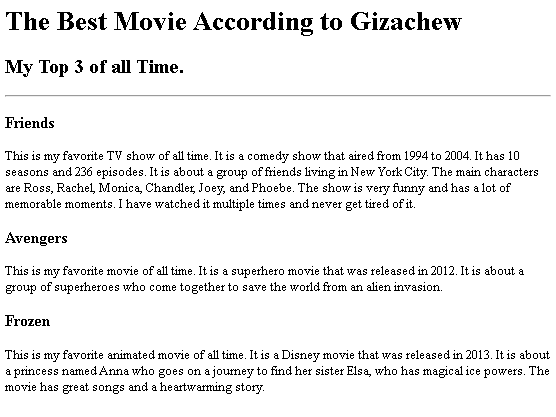 The Best Movie According to Gizachew
My Top 3 of all Time.
Friends
This is my favorite TV show of all time. It is a comedy show that aired from 1994 to 2004. It has 10
seasons and 236 episodes. It is about a group of friends living in New York City. The main characters
are Ross, Rachel, Monica, Chandler, Joey, and Phoebe. The show is very funny and has a lot of
memorable moments. I have watched it multiple times and never get tired of it.
Avengers
This is my favorite movie of all time. It is a superhero movie that was released in 2012. It is about a
group of superheroes who come together to save the world from an alien invasion.
Frozen
This is my favorite animated movie of all time. It is a Disney movie that was released in 2013. It is about
a princess named Anna who goes on a journey to find her sister Elsa, who has magical ice powers. The
movie has great songs and a heartwarming story.